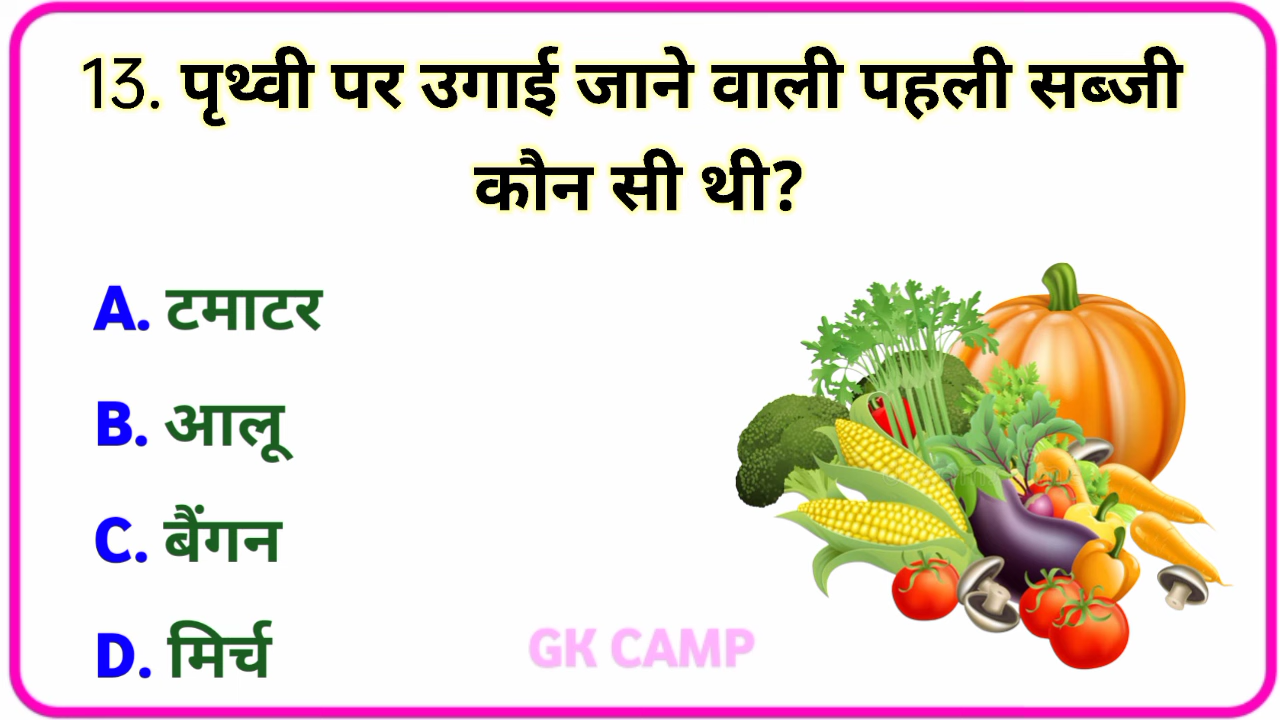 13. पृथ्वी पर उगाई जाने वाली पहली सब्जी
कौन सी थी?
A. टमाटर
B. आलू
C. बैंगन
D. मिर्च
GK CAMP